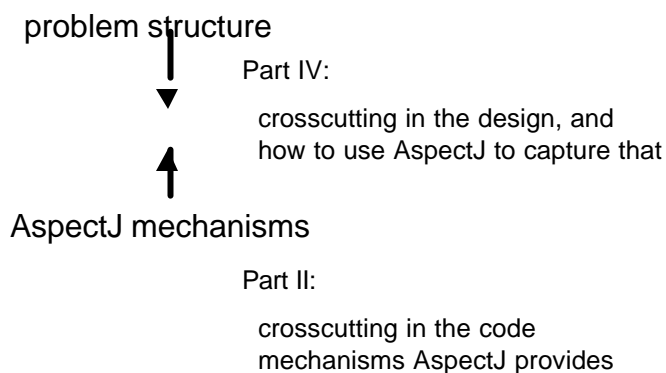 problem structure
Part IV:
crosscutting in the design, and
how to use AspectJ to capture that
AspectJ mechanisms
Part II:
crosscutting in the code
mechanisms AspectJ provides